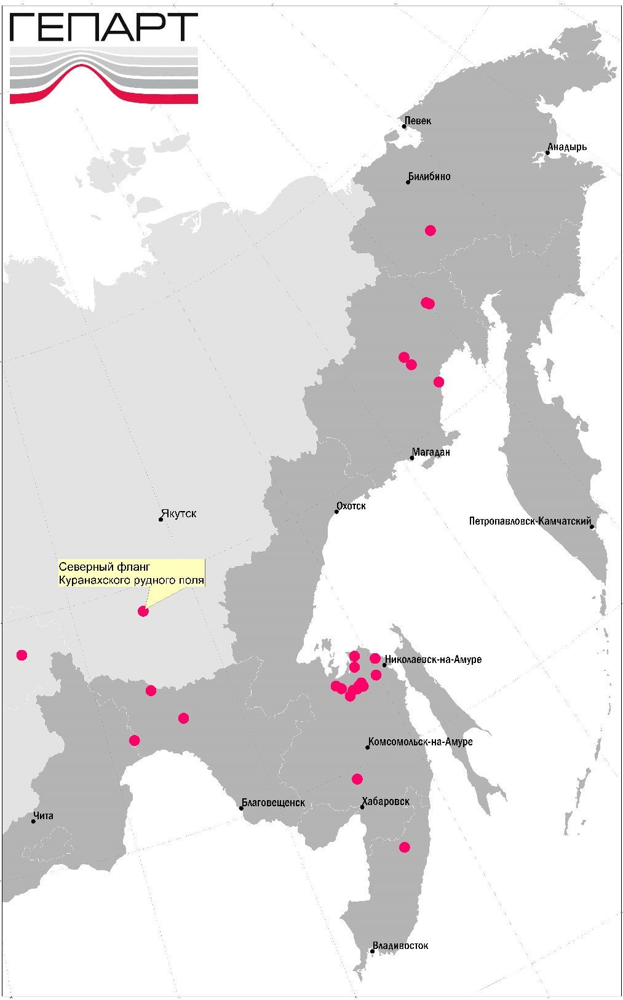 ГЕПАРТ
Певек
Анадырь
Билибино
Магадан
Охотск
Якутск
Петропавловск-Камчатский
Северный фланг
Куранахского рудного поля
Николаевск-на-Амуре
Комсомольск-на-Амуре
Хабаровск
Благовещенск
Чита
Владивосток